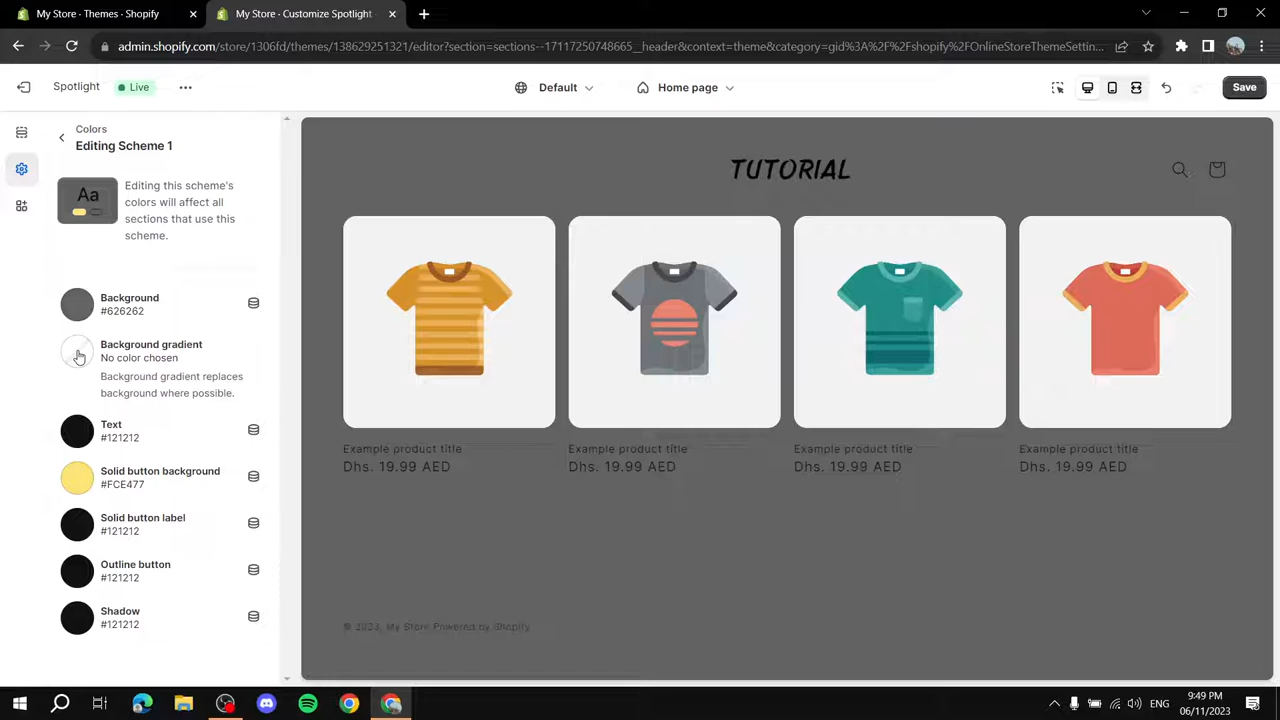 My Store - Themes - Shopify
My Store - Customize Spotlight
admin.shopify.com/store/1306fd/themes/138629251321/editor?section=sections--17117250748665__header&context=theme&category=gid%3A%2F%2Fshopify%2FOnlineStoreThemeSettin...
Spotlight
Live
Default
Home page
Save
Colors
Editing Scheme 1
Aa
Editing this scheme's
colors will affect all
sections that use this
scheme.
Background
#626262
Background gradient
No color chosen
Background gradient replaces
background where possible.
Text
#121212
Solid button background
#FCE477
Solid button label
#121212
Outline button
#121212
Shadow
#121212
TUTORIAL
Example product title
Dhs. 19.99 AED
Example product title
Dhs. 19.99 AED
Example product title
Dhs. 19.99 AED
Example product title
Dhs. 19.99 AED
© 2023, My Store Powered by Shopify
ENG
9:49 PM
06/11/2023